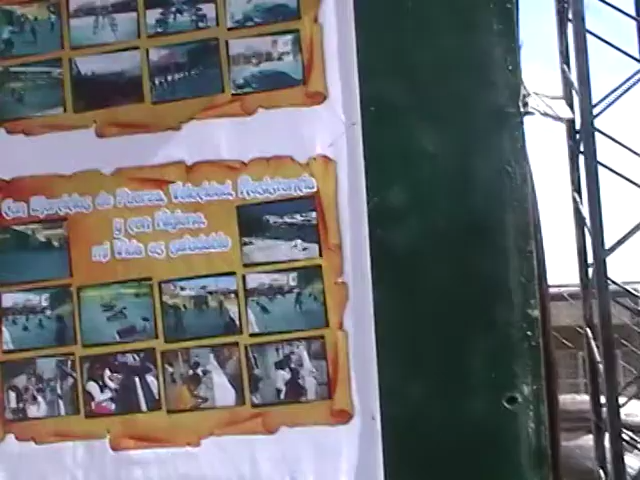 Con Ejercicios de Fuerza, Velocidad, Resistencia
y con Higiene,
mi Vida es saludable